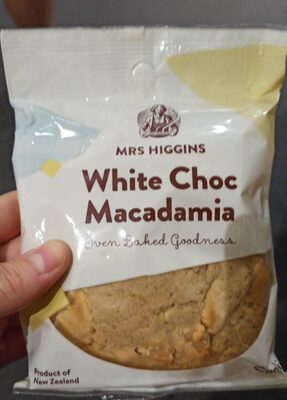 MRS HIGGINS
White Choc
Macadamia
Oven Baked Goodness
Product of
New Zealand